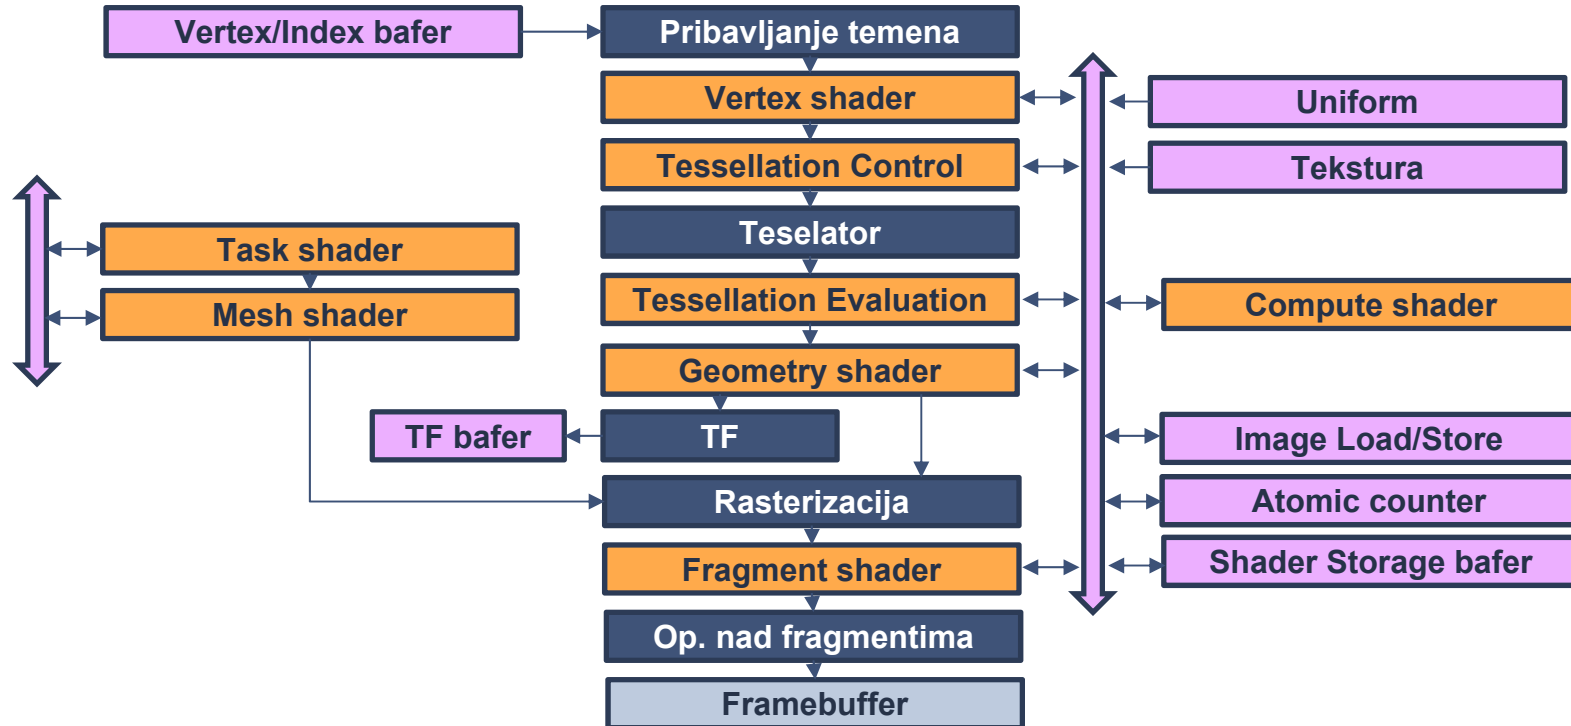 Vertex/Index bafer
Pribavljanje temena
Vertex shader
Uniform
Tessellation Control
Tekstura
Teselator
Task shader
Tessellation Evaluation
Compute shader
Mesh shader
Geometry shader
TF bafer
TF
Image Load/Store
Rasterizacija
Atomic counter
Fragment shader
Shader Storage bafer
Op. nad fragmentima
Framebuffer